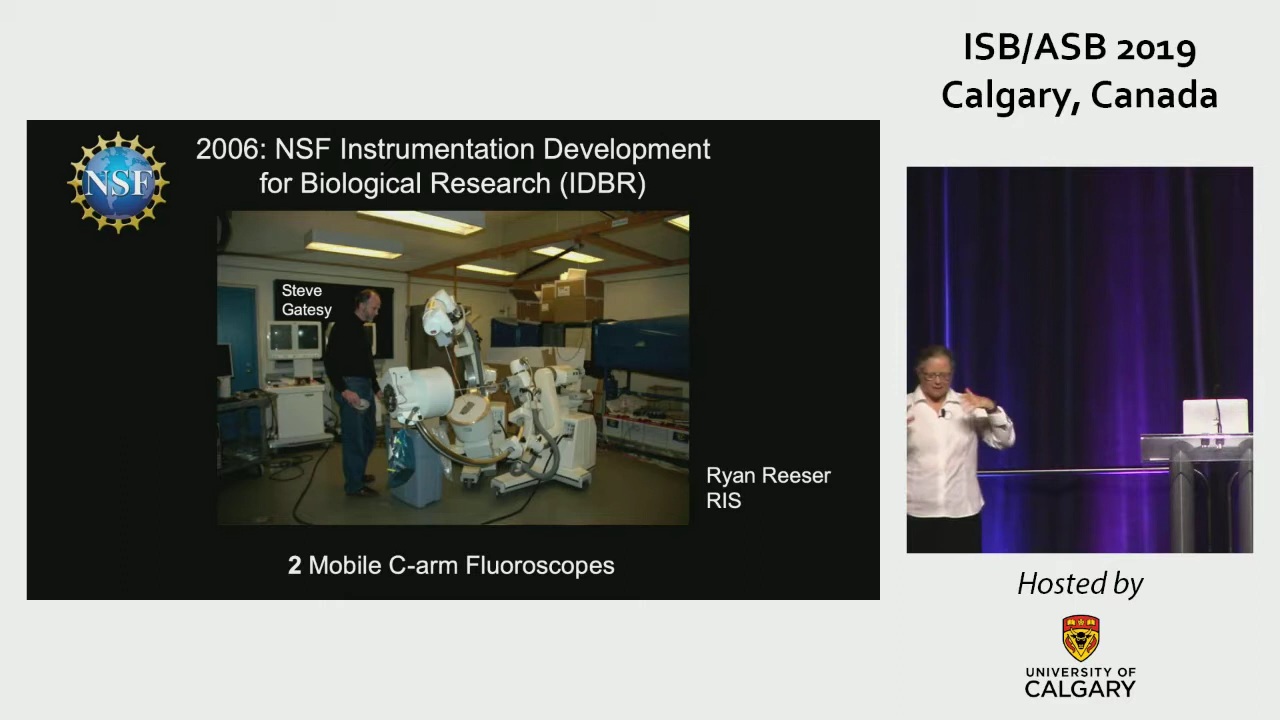 ISB/ASB 2019
Calgary, Canada
NSF
2006: NSF Instrumentation Development
for Biological Research (IDBR)
Steve
Gatesy
Ryan Reeser
RIS
2 Mobile C-arm Fluoroscopes
Hosted by
UNIVERSITY OF
CALGARY